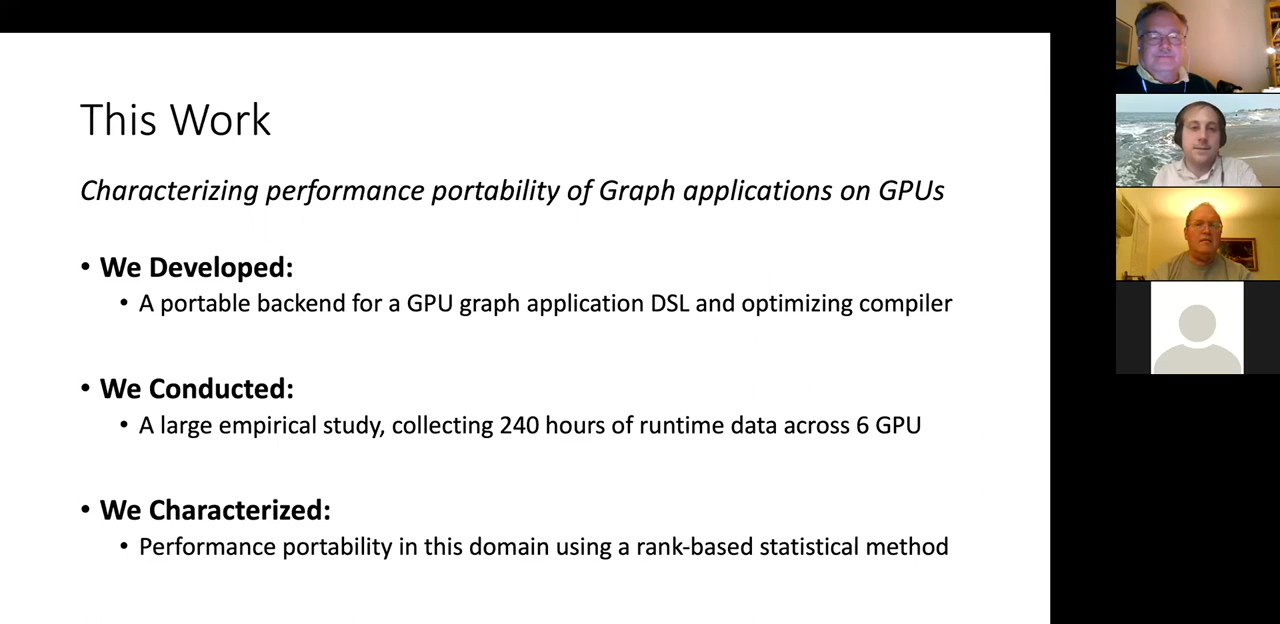 This Work
Characterizing performance portability of Graph applications on GPUs
• We Developed:
• A portable backend for a GPU graph application DSL and optimizing compiler
• We Conducted:
• A large empirical study, collecting 240 hours of runtime data across 6 GPU
• We Characterized:
• Performance portability in this domain using a rank-based statistical method